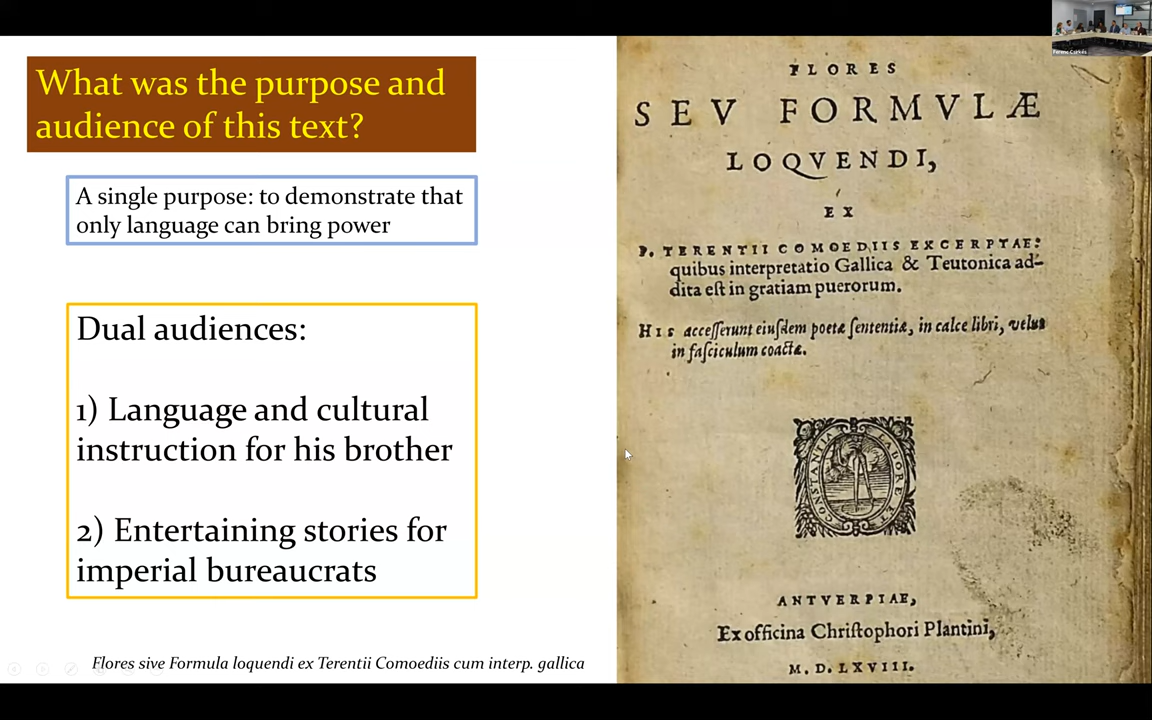 What was the purpose and
audience of this text?
A single purpose: to demonstrate that
only language can bring power
Dual audiences:
1) Language and cultural
instruction for his brother
2) Entertaining stories for
imperial bureaucrats
Flores sive Formula loquendi ex Terentii Comoediis cum interp. gallica
FLORES
SEV FORMVLÆ
LOQVENDI,
EX
P. TERENTII COMOEDIIS EXCERPTAE:
quibus interpretatio Gallica & Teutonica ad-
dita eſt in gratiam puerorum.
HIS acceſſerunt eiuſdem poetæ ſententiæ, in calce libri, velut
in faſciculum coactæ.
CONSTANTIA
LABORE ET
ANTVERPIAE,
Ex officina Chriſtophori Plantini,
M. D. LXVIII.